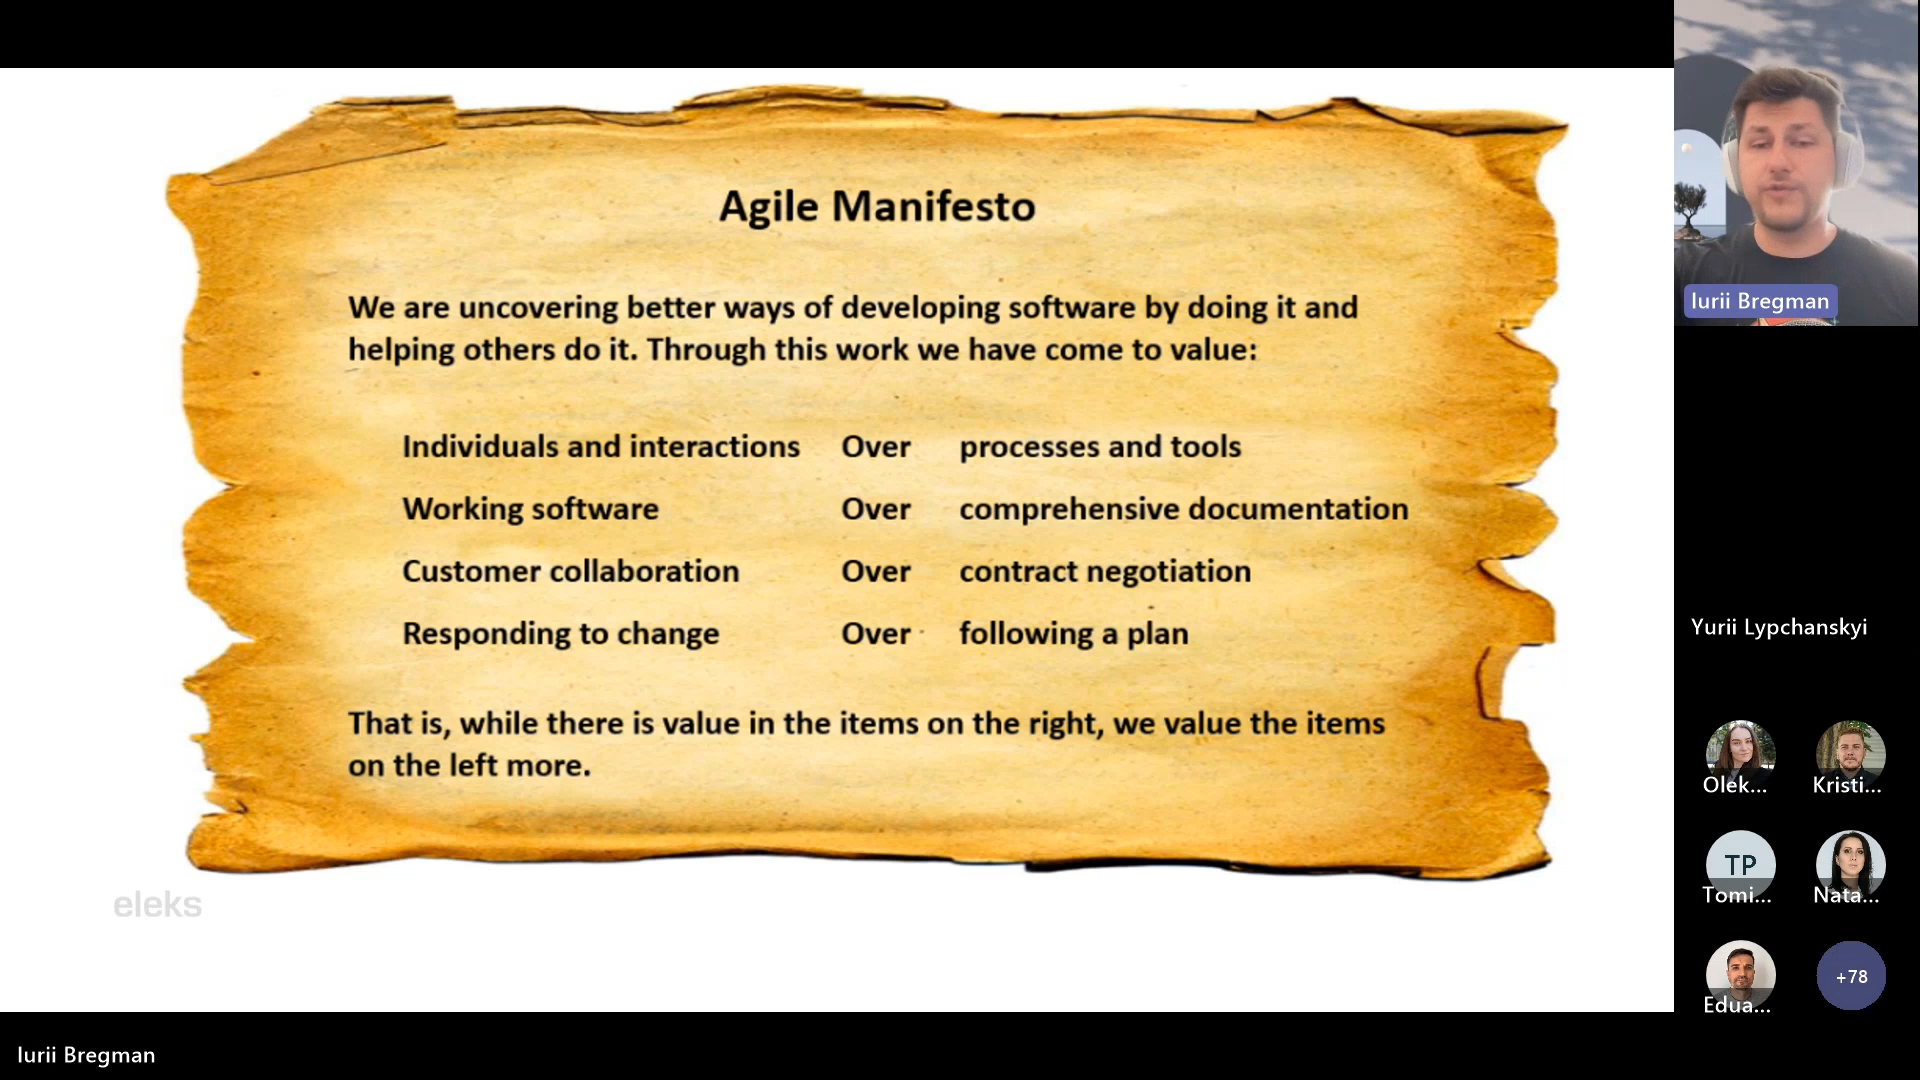 Agile Manifesto
We are uncovering better ways of developing software by doing it and
helping others do it. Through this work we have come to value:
Individuals and interactions Over processes and tools
Working software Over comprehensive documentation
Customer collaboration Over contract negotiation
Responding to change Over following a plan
That is, while there is value in the items on the right, we value the items
on the left more.
eleks
Iurii Bregman
Iurii Bregman
Yurii Lypchanskyi
Olek... Kristi...
TP
Tomi... Nata...
Edua... +78